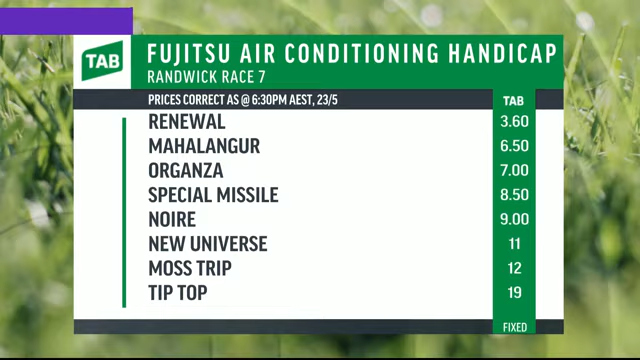 TAB
FUJITSU AIR CONDITIONING HANDICAP
RANDWICK RACE 7
PRICES CORRECT AS @ 6:30PM AEST, 23/5 TAB
RENEWAL 3.60
MAHALANGUR 6.50
ORGANZA 7.00
SPECIAL MISSILE 8.50
NOIRE 9.00
NEW UNIVERSE 11
MOSS TRIP 12
TIP TOP 19
FIXED